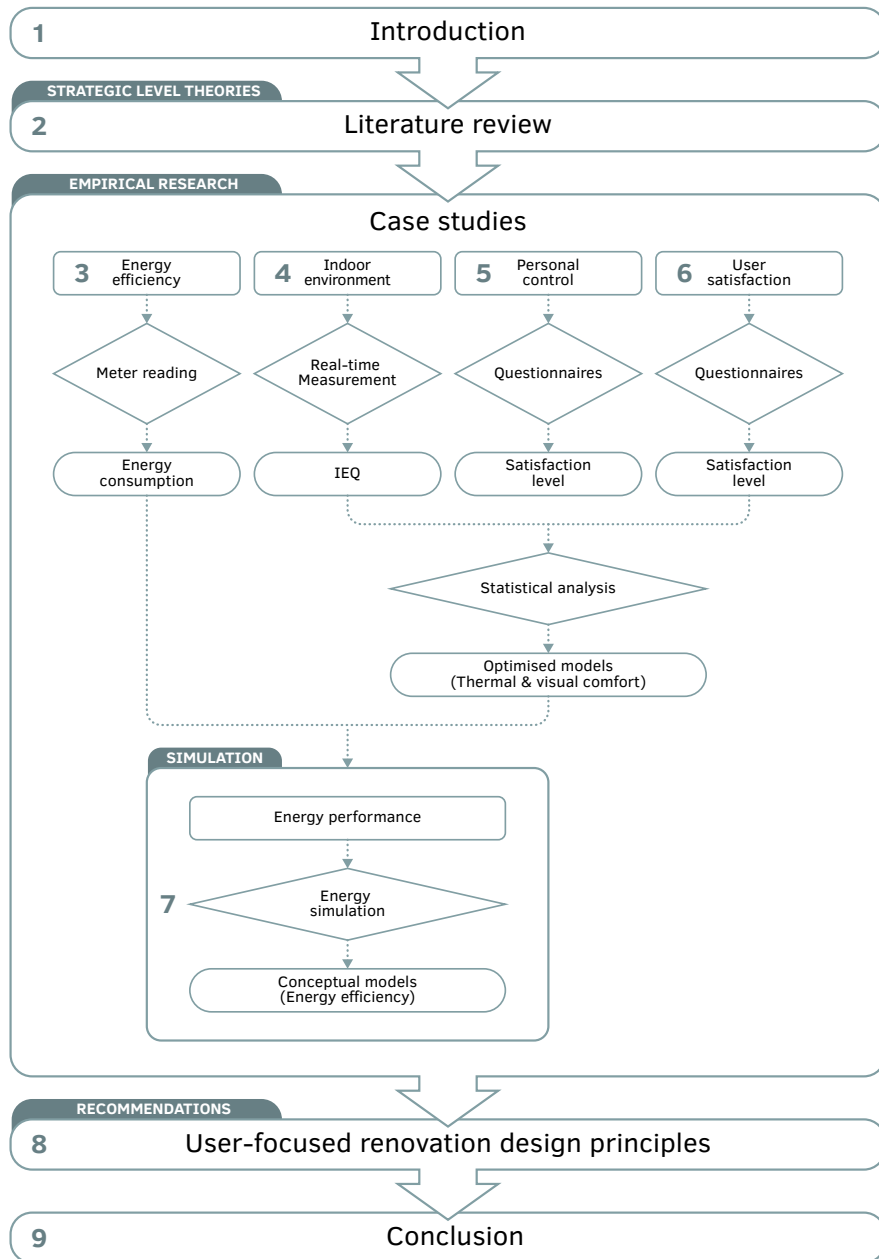 1
Introduction
STRATEGIC LEVEL THEORIES
2
Literature review
EMPIRICAL RESEARCH
Case studies
3
Energy
efficiency
4
Indoor
environment
5
Personal
control
6
User
satisfaction
Meter reading
Real-time
Measurement
Questionnaires
Questionnaires
Energy
consumption
IEQ
Satisfaction
level
Satisfaction
level
Statistical analysis
Optimised models
(Thermal & visual comfort)
SIMULATION
Energy performance
7
Energy
simulation
Conceptual models
(Energy efficiency)
RECOMMENDATIONS
8
User-focused renovation design principles
9
Conclusion